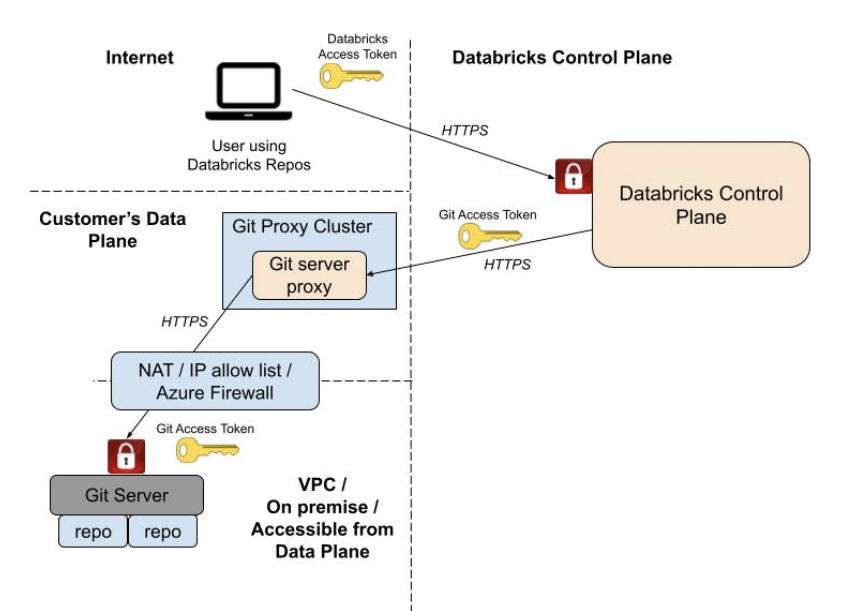 Internet
Databricks
Access Token
User using
Databricks Repos
Databricks Control Plane
HTTPS
Databricks Control
Plane
Customer's Data
Plane
Git Proxy Cluster
Git server
proxy
Git Access Token
HTTPS
HTTPS
NAT / IP allow list /
Azure Firewall
Git Access Token
Git Server
repo repo
VPC /
On premise /
Accessible from
Data Plane